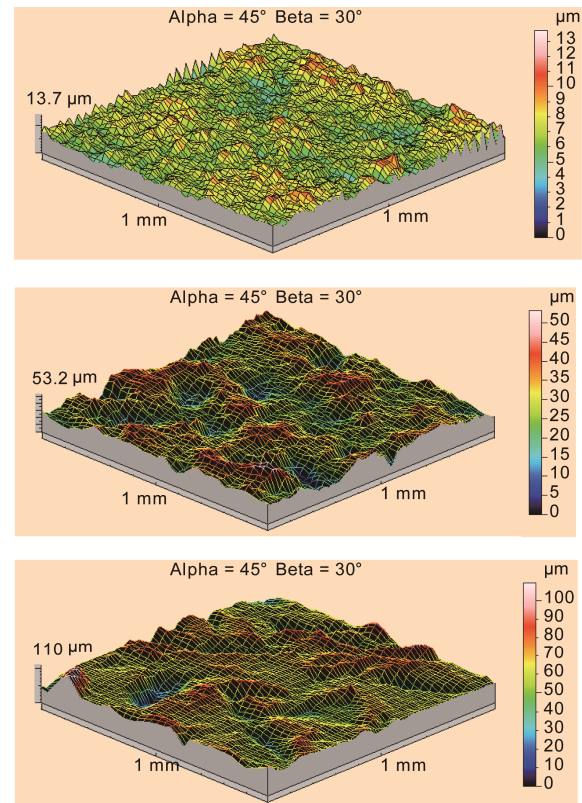 Alpha = 45° Beta = 30°
µm
13
12
11
10
9
8
7
6
5
4
3
2
1
0
13.7 µm
1 mm
1 mm
Alpha = 45° Beta = 30°
µm
50
45
40
35
30
25
20
15
10
5
0
53.2 µm
1 mm
1 mm
Alpha = 45° Beta = 30°
µm
100
90
80
70
60
50
40
30
20
10
0
110 µm
1 mm
1 mm